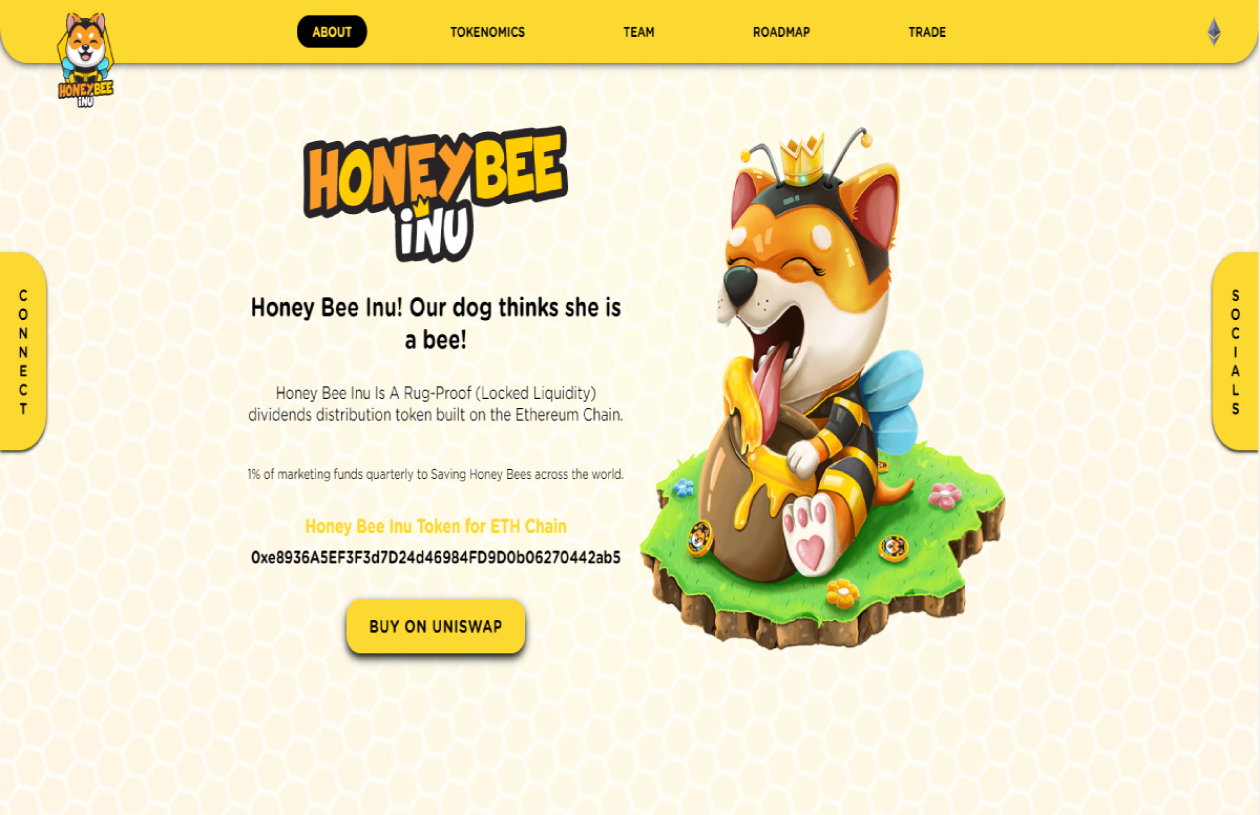 ABOUT
TOKENOMICS
TEAM
ROADMAP
TRADE
HONEYBEE
INU
HONEYBEE
iNU
Honey Bee Inu! Our dog thinks she is
a bee!
Honey Bee Inu Is A Rug-Proof (Locked Liquidity)
dividends distribution token built on the Ethereum Chain.
1% of marketing funds quarterly to Saving Honey Bees across the world.
Honey Bee Inu Token for ETH Chain
0xe8936A5EF3F3d7D24d46984FD9D0b06270442ab5
BUY ON UNISWAP
CONNECT
SOCIALS